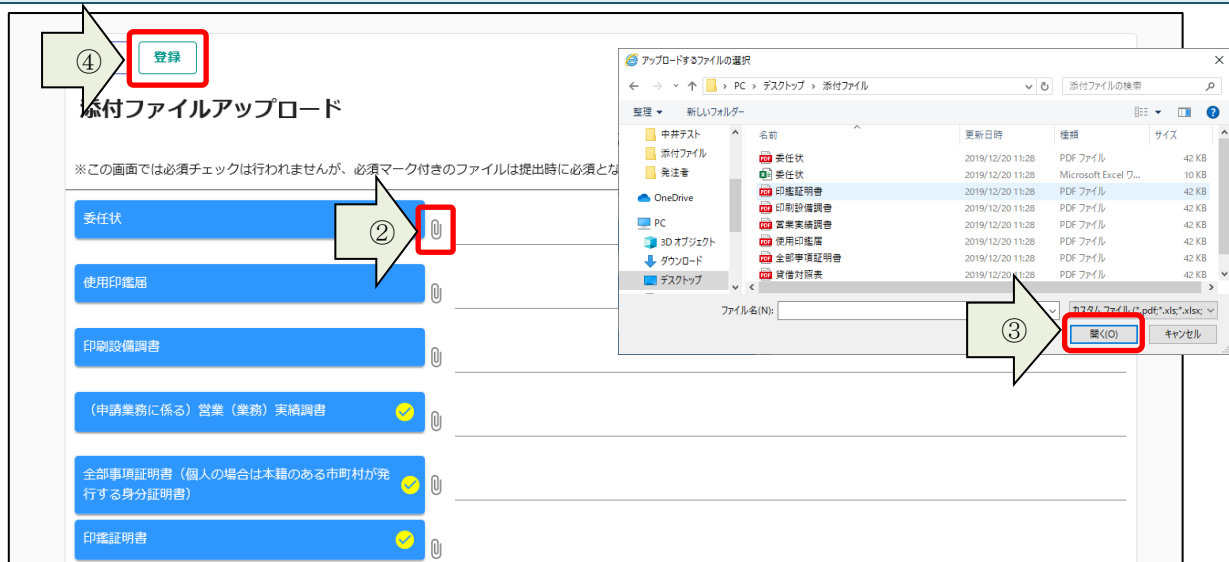 ④
登録
添付ファイルアップロード
※この画面では必須チェックは行われませんが、必須マーク付きのファイルは提出時に必須とな
委任状
②
使用印鑑届
印刷設備調書
（申請業務に係る）営業（業務）実績調書
全部事項証明書（個人の場合は本籍のある市町村が発
行する身分証明書）
印鑑証明書
アップロードするファイルの選択
PC › デスクトップ › 添付ファイル
添付ファイルの検索
整理
新しいフォルダー
中井テスト
添付ファイル
発注者
OneDrive
PC
3D オブジェクト
ダウンロード
デスクトップ
名前 更新日時 種類 サイズ
委任状 2019/12/20 11:28 PDF ファイル 42 KB
委任状 2019/12/20 11:28 Microsoft Excel ワ... 10 KB
印鑑証明書 2019/12/20 11:28 PDF ファイル 42 KB
印刷設備調書 2019/12/20 11:28 PDF ファイル 42 KB
営業実績調書 2019/12/20 11:28 PDF ファイル 42 KB
使用印鑑届 2019/12/20 11:28 PDF ファイル 42 KB
全部事項証明書 2019/12/20 11:28 PDF ファイル 42 KB
貸借対照表 2019/12/20 11:28 PDF ファイル 42 KB
ファイル名(N):
カスタム ファイル (*.pdf;*.xls;*.xlsx;
③
開く(O)
キャンセル